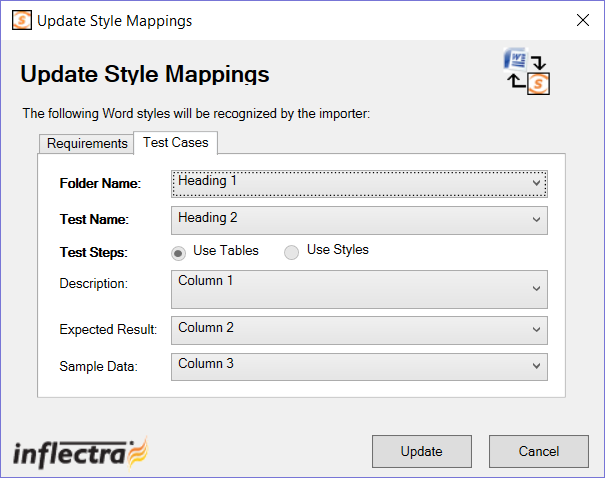 Update Style Mappings
Update Style Mappings
The following Word styles will be recognized by the importer:
Requirements Test Cases
Folder Name: Heading 1
Test Name: Heading 2
Test Steps: Use Tables Use Styles
Description: Column 1
Expected Result: Column 2
Sample Data: Column 3
inflectra Update Cancel